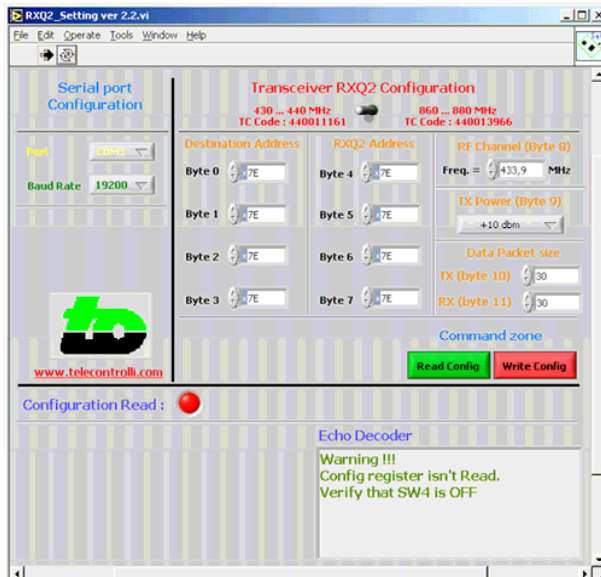 RXQ2_Setting ver 2.2.vi
File Edit Operate Tools Window Help
Serial port
Configuration
Port COM1
Baud Rate 19200
www.telecontrolli.com
Transceiver RXQ2 Configuration
430 ... 440 MHz
TC Code : 440011161
860 ... 880 MHz
TC Code : 440013966
Destination Address
Byte 0 x 7E
Byte 1 x 7E
Byte 2 x 7E
Byte 3 x 7E
RXQ2 Address
Byte 4 x 7E
Byte 5 x 7E
Byte 6 x 7E
Byte 7 x 7E
RF Channel (Byte 8)
Freq. = 433,9 MHz
TX Power (Byte 9)
+10 dbm
Data Packet size
TX (byte 10) 30
RX (byte 11) 30
Command zone
Read Config Write Config
Configuration Read :
Echo Decoder
Warning !!!
Config register isn't Read.
Verify that SW4 is OFF